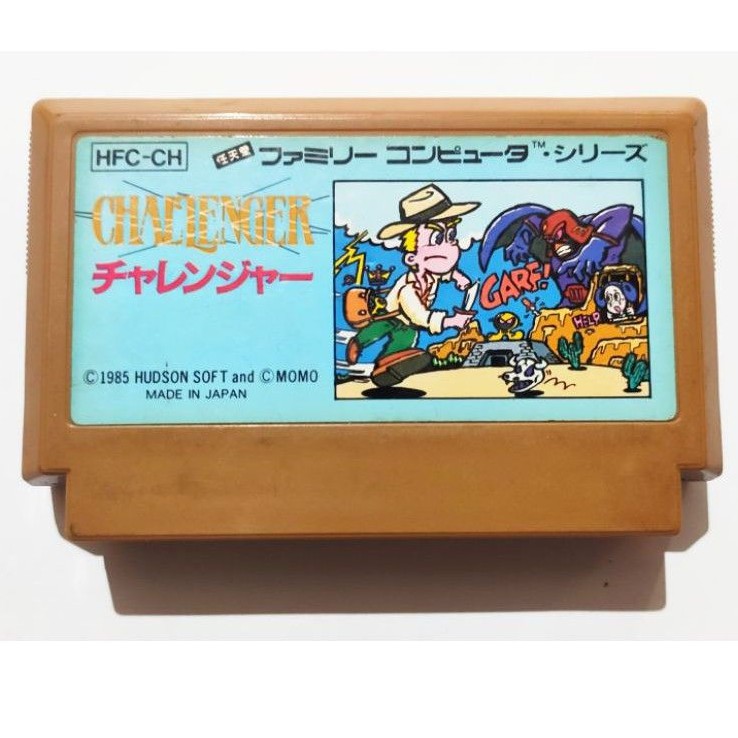 HFC-CH
任天堂 ファミリー コンピュータ™・シリーズ
CHALLENGER
チャレンジャー
GARF!
HELP
©1985 HUDSON SOFT and ©MOMO
MADE IN JAPAN